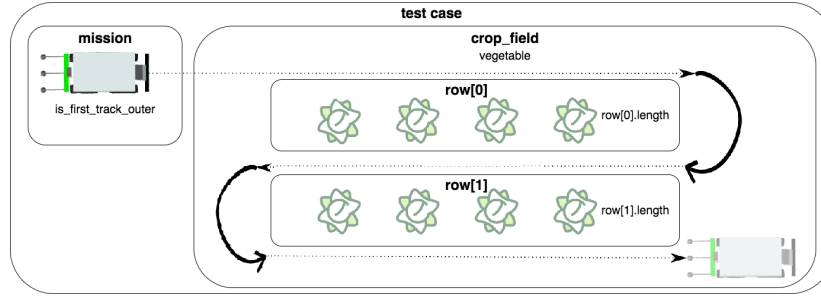 test case
mission
is_first_track_outer
crop_field
vegetable
row[0]
row[0].length
row[1]
row[1].length